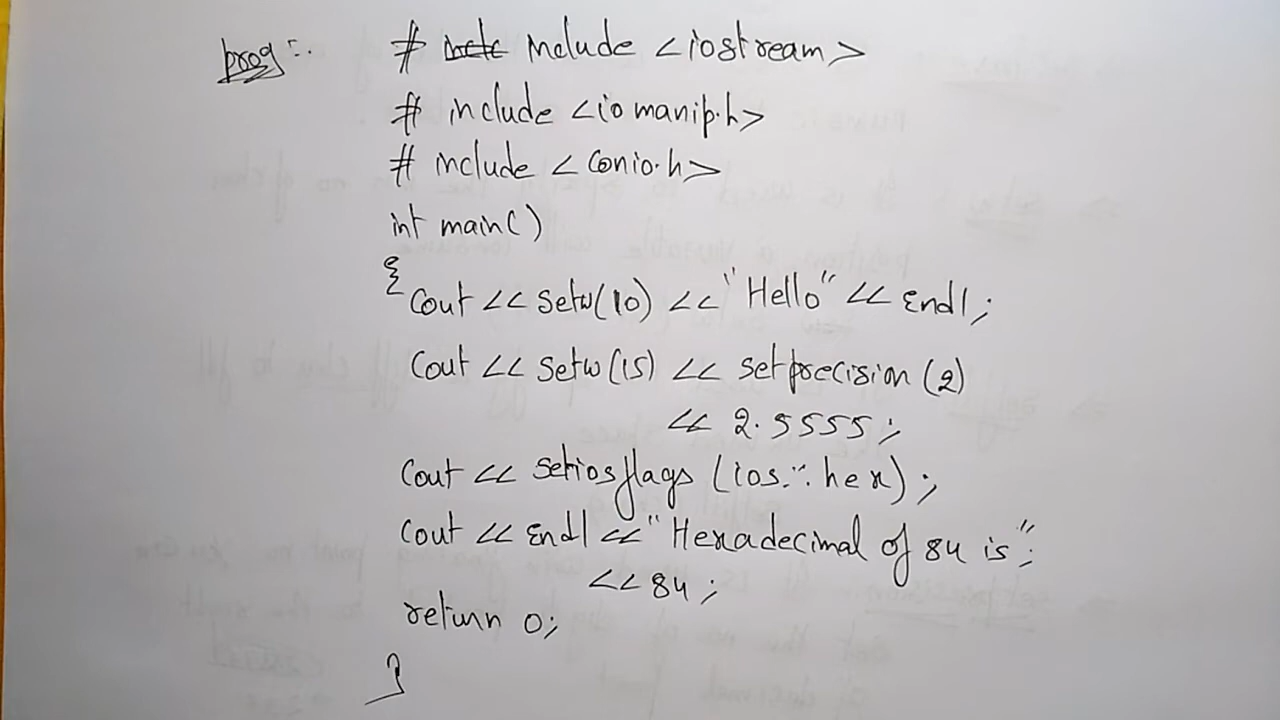 prog :-
# include <iostream>
# include <iomanip.h>
# include <conio.h>
int main()
{
cout << setw(10) << "Hello" << endl;
cout << setw(15) << setprecision(2)
<< 2.5555;
cout << setiosflags (ios::hex);
cout << endl << "Hexadecimal of 84 is";
<< 84;
return 0;
}